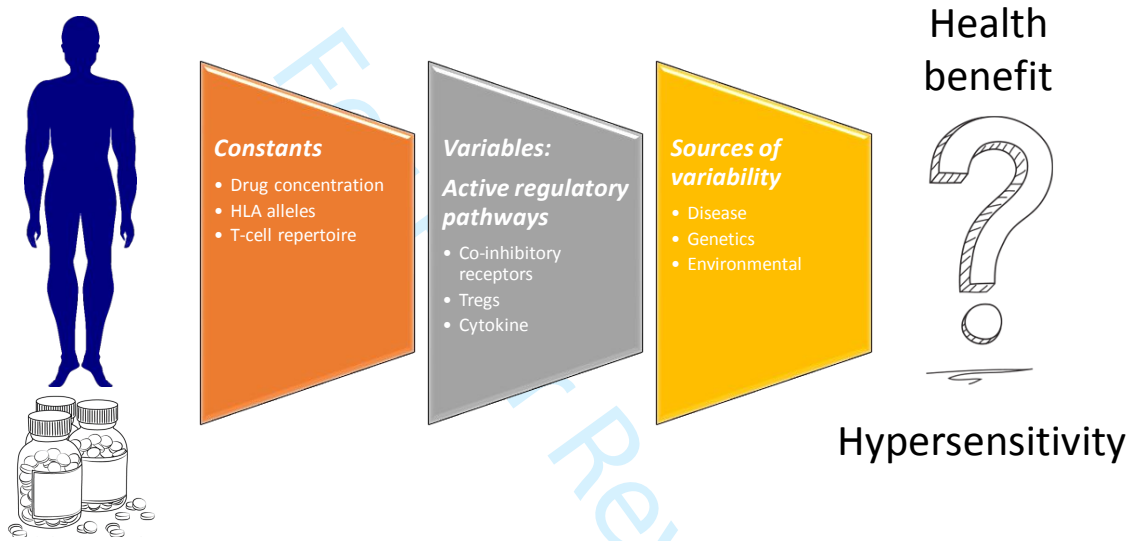 Constants
• Drug concentration
• HLA alleles
• T-cell repertoire
Variables:
Active regulatory
pathways
• Co-inhibitory
receptors
• Tregs
• Cytokine
Sources of
variability
• Disease
• Genetics
• Environmental
Health
benefit
Hypersensitivity